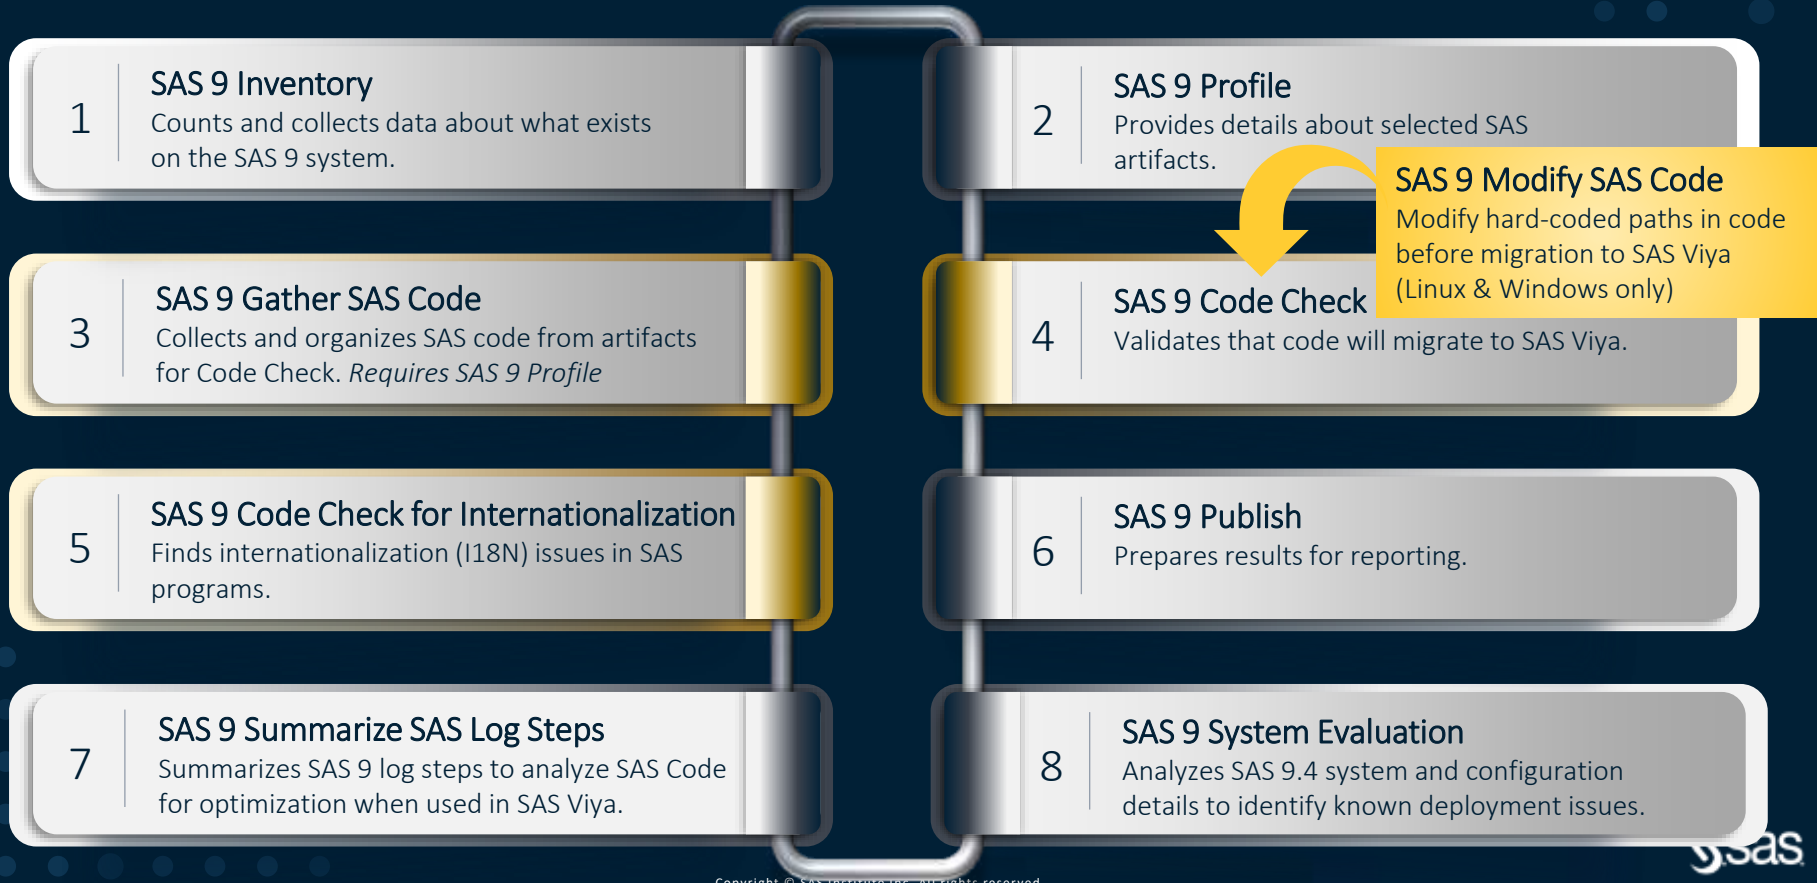 1
SAS 9 Inventory
Counts and collects data about what exists
on the SAS 9 system.
2
SAS 9 Profile
Provides details about selected SAS
artifacts.
SAS 9 Modify SAS Code
Modify hard-coded paths in code
before migration to SAS Viya
(Linux & Windows only)
3
SAS 9 Gather SAS Code
Collects and organizes SAS code from artifacts
for Code Check. Requires SAS 9 Profile
4
SAS 9 Code Check
Validates that code will migrate to SAS Viya.
5
SAS 9 Code Check for Internationalization
Finds internationalization (I18N) issues in SAS
programs.
6
SAS 9 Publish
Prepares results for reporting.
7
SAS 9 Summarize SAS Log Steps
Summarizes SAS 9 log steps to analyze SAS Code
for optimization when used in SAS Viya.
8
SAS 9 System Evaluation
Analyzes SAS 9.4 system and configuration
details to identify known deployment issues.
sas
Copyright © SAS Institute Inc. All rights reserved.